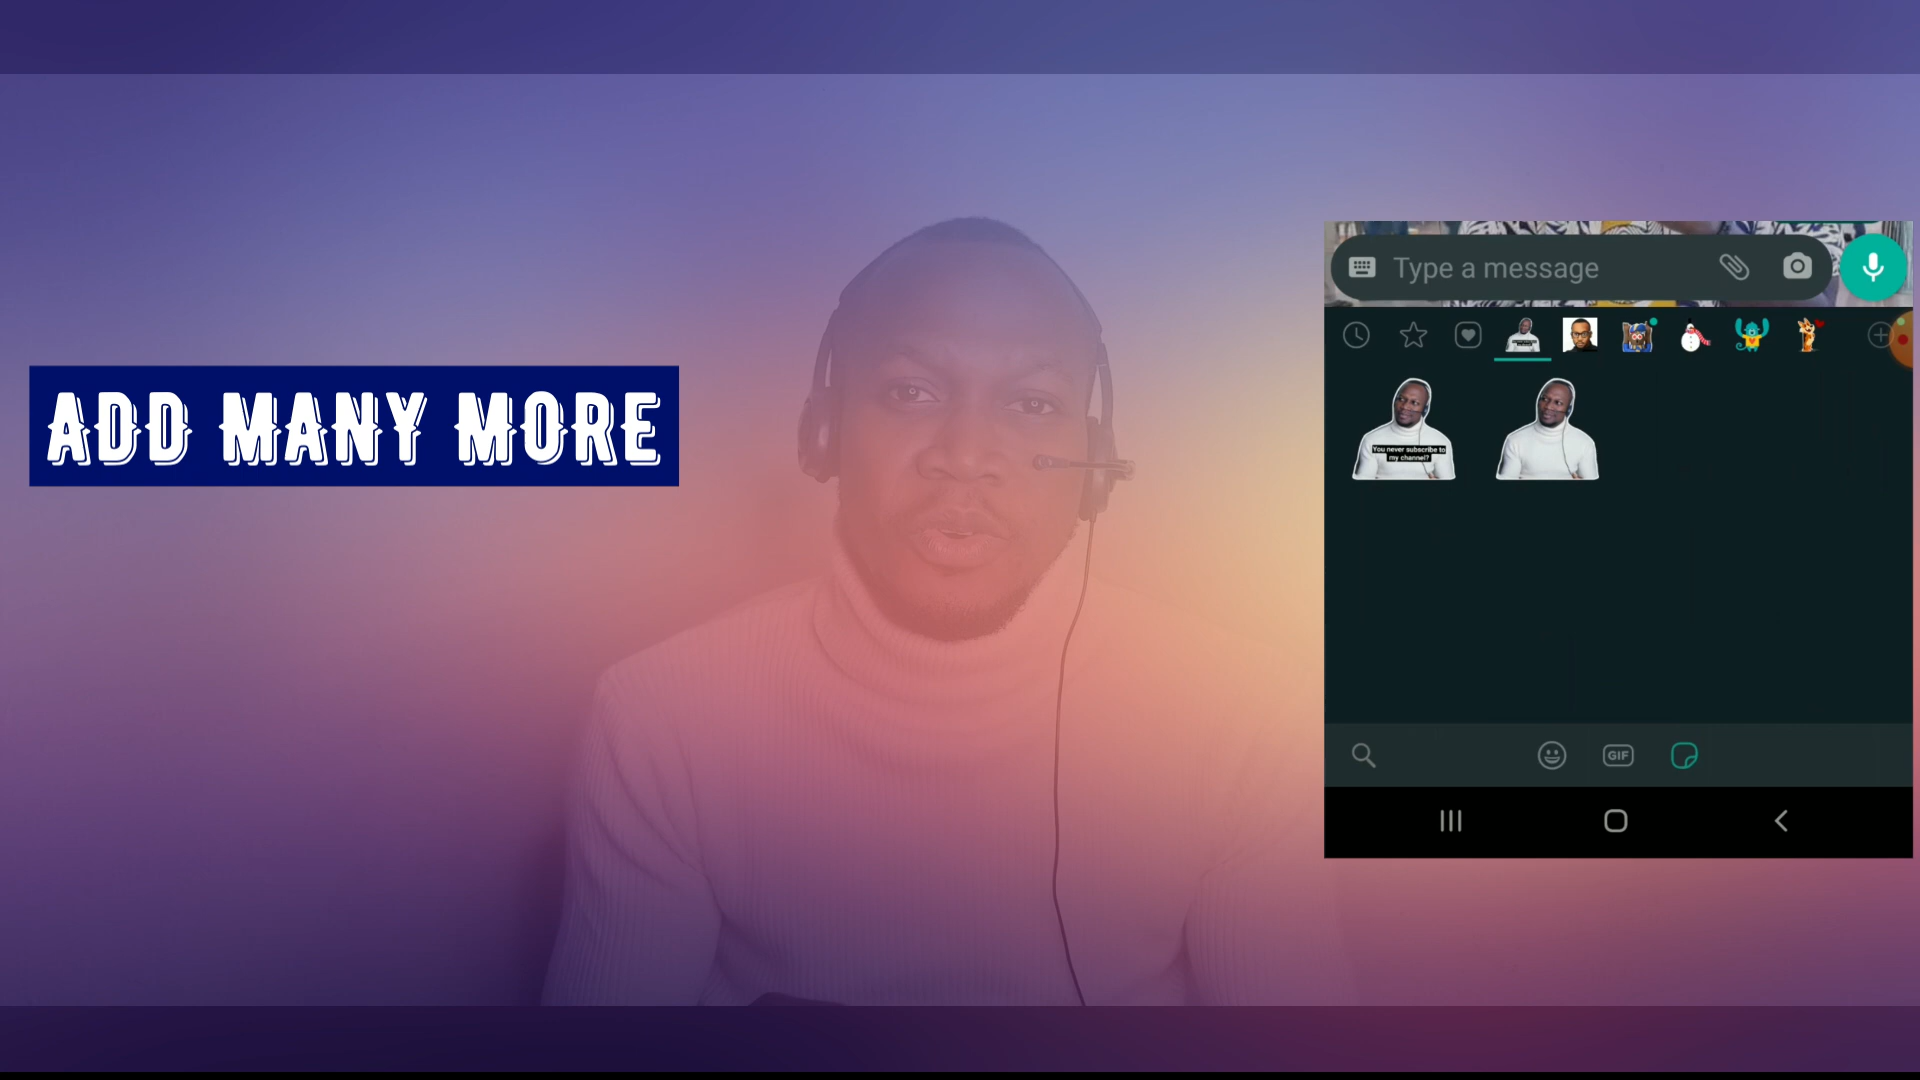 ADD MANY MORE
Type a message
You never subscribe to
my channel?
GIF